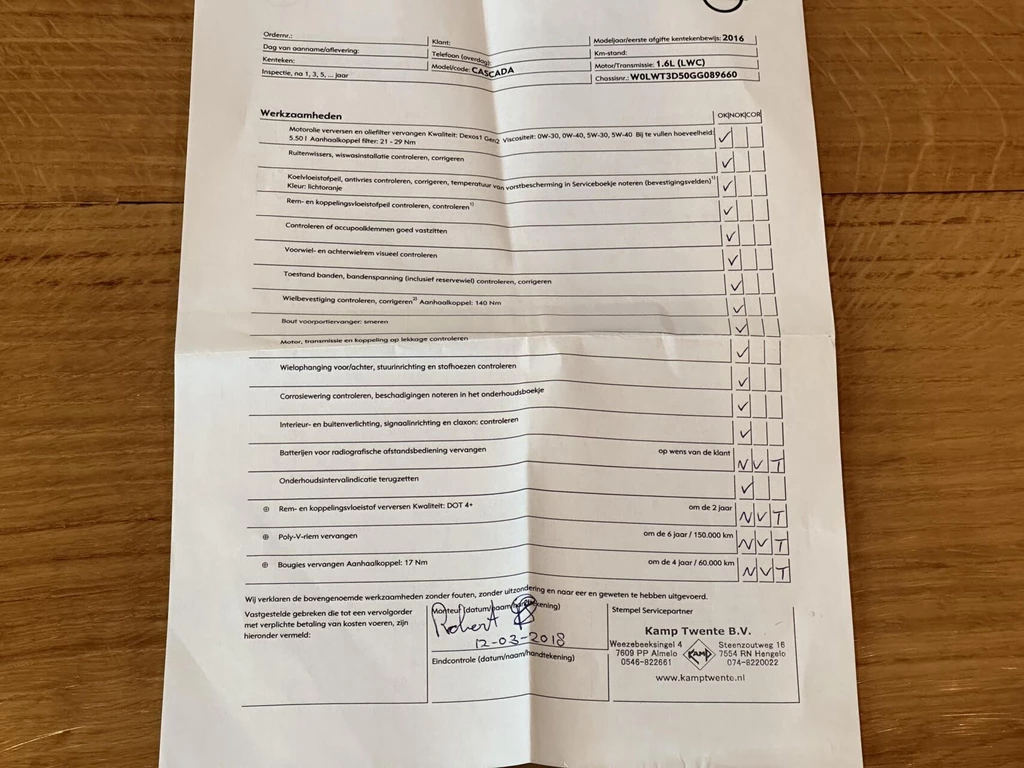 Ordernr.:
Klant:
Modeljaar/eerste afgifte kentekenbewijs: 2016
Dag van aanname/aflevering:
Telefoon (overdag):
Km-stand:
Kenteken:
Model/code: CASCADA
Motor/Transmissie: 1.6L (LWC)
Inspectie, na 1, 3, 5, ... jaar
Chassisnr.: W0LWT3D50GG089660
Werkzaamheden
OK|NOK|COR
Motorolie verversen en oliefilter vervangen Kwaliteit: Dexos1 Gen2 Viscositeit: 0W-30, 0W-40, 5W-30, 5W-40 Bij te vullen hoeveelheid:
5.50 l Aanhaalkoppel filter: 21 - 29 Nm
✓
Ruitenwissers, wiswasinstallatie controleren, corrigeren
✓
Koelvloeistofpeil, antivries controleren, corrigeren, temperatuur van vorstbescherming in Serviceboekje noteren (bevestigingsvelden)¹⁾
Kleur: lichtoranje
✓
Rem- en koppelingsvloeistofpeil controleren, controleren¹⁾
✓
Controleren of accupoolklemmen goed vastzitten
✓
Voorwiel- en achterwielrem visueel controleren
✓
Toestand banden, bandenspanning (inclusief reservewiel) controleren, corrigeren
✓
Wielbevestiging controleren, corrigeren²⁾ Aanhaalkoppel: 140 Nm
✓
Bout voorportiervanger: smeren
✓
Motor, transmissie en koppeling op lekkage controleren
✓
Wielophanging voor/achter, stuurinrichting en stofhoezen controleren
✓
Corrosiewering controleren, beschadigingen noteren in het onderhoudsboekje
✓
Interieur- en buitenverlichting, signaalinrichting en claxon: controleren
✓
Batterijen voor radiografische afstandsbediening vervangen
op wens van de klant
N V T
Onderhoudsintervalindicatie terugzetten
✓
⊕ Rem- en koppelingsvloeistof verversen Kwaliteit: DOT 4+
om de 2 jaar
N V T
⊕ Poly-V-riem vervangen
om de 6 jaar / 150.000 km
N V T
⊕ Bougies vervangen Aanhaalkoppel: 17 Nm
om de 4 jaar / 60.000 km
N V T
Wij verklaren de bovengenoemde werkzaamheden zonder fouten, zonder uitzondering en naar eer en geweten te hebben uitgevoerd.
Vastgestelde gebreken die tot een vervolgorder
met verplichte betaling van kosten voeren, zijn
hieronder vermeld:
Monteur (datum/naam/handtekening)
Robert
12-03-2018
Eindcontrole (datum/naam/handtekening)
Stempel Servicepartner
Kamp Twente B.V.
Weezebeeksingel 4
7609 PP Almelo
0546-822661
KAMP
Steenzoutweg 16
7554 RN Hengelo
074-8220022
www.kamptwente.nl